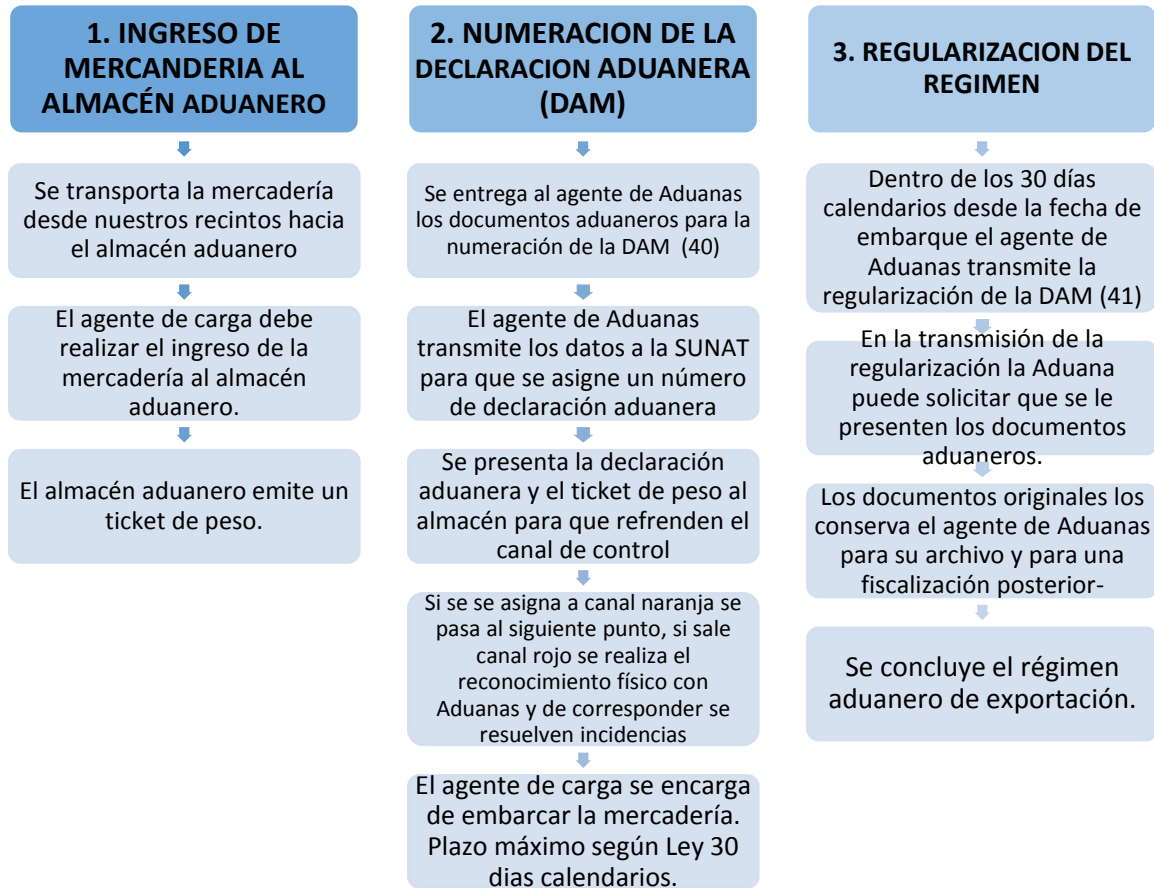 1. INGRESO DE
MERCANDERIA AL
ALMACÉN ADUANERO
Se transporta la mercadería
desde nuestros recintos hacia
el almacén aduanero
El agente de carga debe
realizar el ingreso de la
mercadería al almacén
aduanero.
El almacén aduanero emite un
ticket de peso.
2. NUMERACION DE LA
DECLARACION ADUANERA
(DAM)
Se entrega al agente de Aduanas
los documentos aduaneros para la
numeración de la DAM (40)
El agente de Aduanas
transmite los datos a la SUNAT
para que se asigne un número
de declaración aduanera
Se presenta la declaración
aduanera y el ticket de peso al
almacén para que refrenden el
canal de control
Si se se asigna a canal naranja se
pasa al siguiente punto, si sale
canal rojo se realiza el
reconocimiento físico con
Aduanas y de corresponder se
resuelven incidencias
El agente de carga se encarga
de embarcar la mercadería.
Plazo máximo según Ley 30
dias calendarios.
3. REGULARIZACION DEL
REGIMEN
Dentro de los 30 días
calendarios desde la fecha de
embarque el agente de
Aduanas transmite la
regularización de la DAM (41)
En la transmisión de la
regularización la Aduana
puede solicitar que se le
presenten los documentos
aduaneros.
Los documentos originales los
conserva el agente de Aduanas
para su archivo y para una
fiscalización posterior-
Se concluye el régimen
aduanero de exportación.